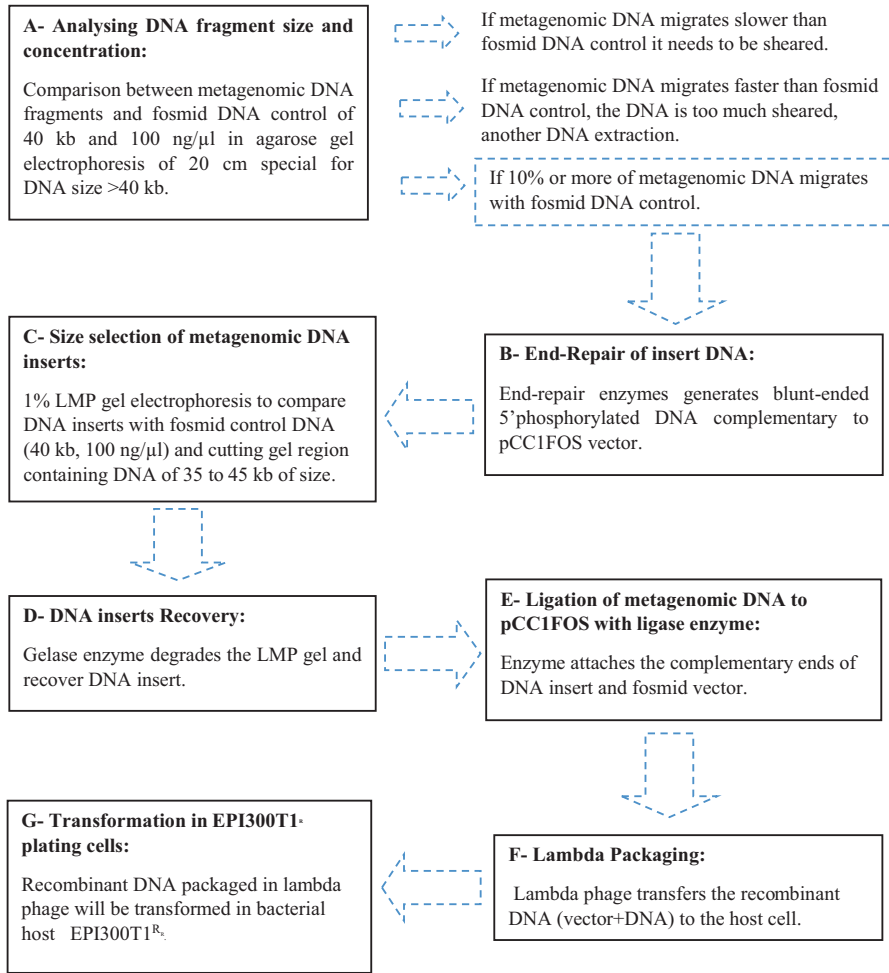 A- Analysing DNA fragment size and
concentration:
Comparison between metagenomic DNA
fragments and fosmid DNA control of
40 kb and 100 ng/µl in agarose gel
electrophoresis of 20 cm special for
DNA size >40 kb.
If metagenomic DNA migrates slower than
fosmid DNA control it needs to be sheared.
If metagenomic DNA migrates faster than fosmid
DNA control, the DNA is too much sheared,
another DNA extraction.
If 10% or more of metagenomic DNA migrates
with fosmid DNA control.
B- End-Repair of insert DNA:
End-repair enzymes generates blunt-ended
5’phosphorylated DNA complementary to
pCC1FOS vector.
C- Size selection of metagenomic DNA
inserts:
1% LMP gel electrophoresis to compare
DNA inserts with fosmid control DNA
(40 kb, 100 ng/µl) and cutting gel region
containing DNA of 35 to 45 kb of size.
D- DNA inserts Recovery:
Gelase enzyme degrades the LMP gel and
recover DNA insert.
E- Ligation of metagenomic DNA to
pCC1FOS with ligase enzyme:
Enzyme attaches the complementary ends of
DNA insert and fosmid vector.
F- Lambda Packaging:
Lambda phage transfers the recombinant
DNA (vector+DNA) to the host cell.
G- Transformation in EPI300T1
plating cells:
Recombinant DNA packaged in lambda
phage will be transformed in bacterial
host EPI300T1R